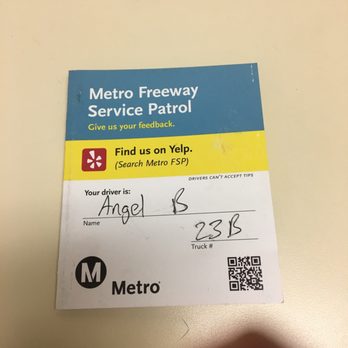 Metro Freeway
Service Patrol
Give us your feedback.
Find us on Yelp.
(Search Metro FSP)
DRIVERS CAN'T ACCEPT TIPS
Your driver is:
Angel B
Name
23B
Truck #
M Metro